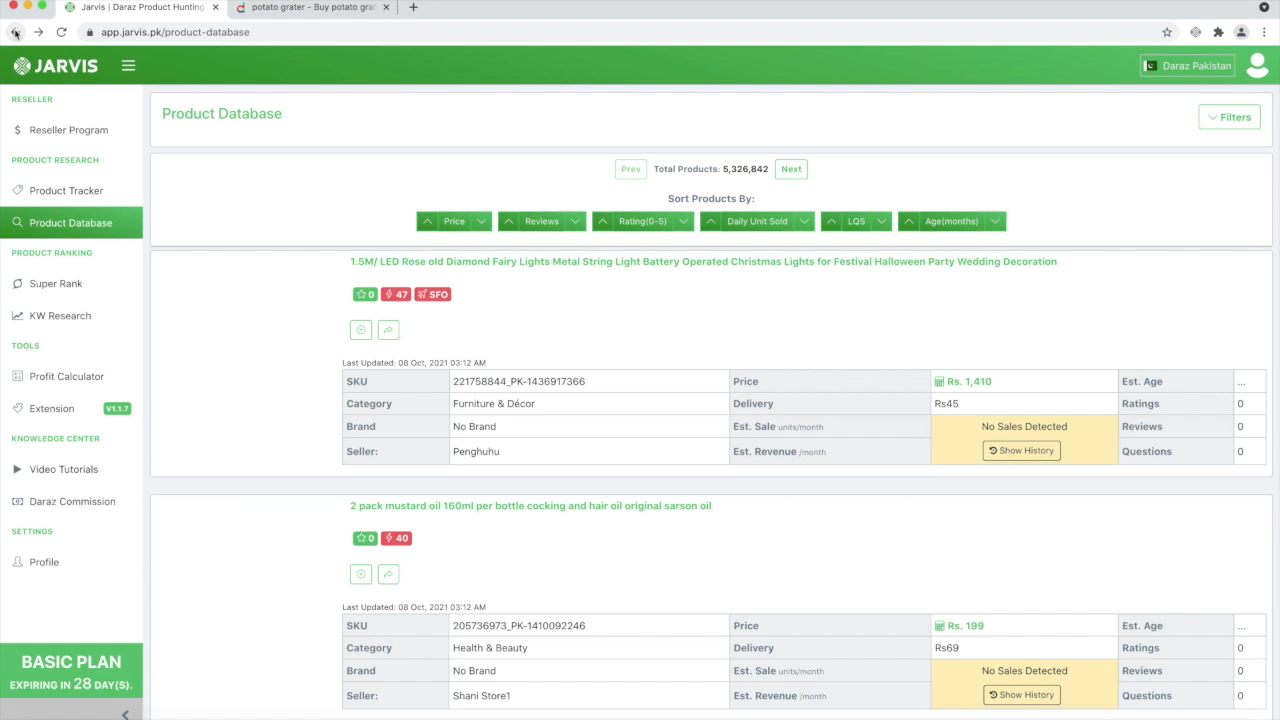 Jarvis | Daraz Product Hunting
potato grater - Buy potato grat
app.jarvis.pk/product-database
JARVIS
Daraz Pakistan
RESELLER
Reseller Program
PRODUCT RESEARCH
Product Tracker
Product Database
PRODUCT RANKING
Super Rank
KW Research
TOOLS
Profit Calculator
Extension V1.1.7
KNOWLEDGE CENTER
Video Tutorials
Daraz Commission
SETTINGS
Profile
BASIC PLAN
EXPIRING IN 28 DAY(S).
Product Database
Filters
Prev Total Products: 5,326,842 Next
Sort Products By:
Price Reviews Rating(0-5) Daily Unit Sold LQS Age(months)
1.5M/ LED Rose old Diamond Fairy Lights Metal String Light Battery Operated Christmas Lights for Festival Halloween Party Wedding Decoration
0 47 SFO
Last Updated: 08 Oct, 2021 03:12 AM
SKU 221758844_PK-1436917366 Price Rs. 1,410 Est. Age ...
Category Furniture & Décor Delivery Rs45 Ratings 0
Brand No Brand Est. Sale units/month No Sales Detected Reviews 0
Seller: Penghuhu Est. Revenue /month Show History Questions 0
2 pack mustard oil 160ml per bottle cocking and hair oil original sarson oil
0 40
Last Updated: 08 Oct, 2021 03:12 AM
SKU 205736973_PK-1410092246 Price Rs. 199 Est. Age ...
Category Health & Beauty Delivery Rs69 Ratings 0
Brand No Brand Est. Sale units/month No Sales Detected Reviews 0
Seller: Shani Store1 Est. Revenue /month Show History Questions 0